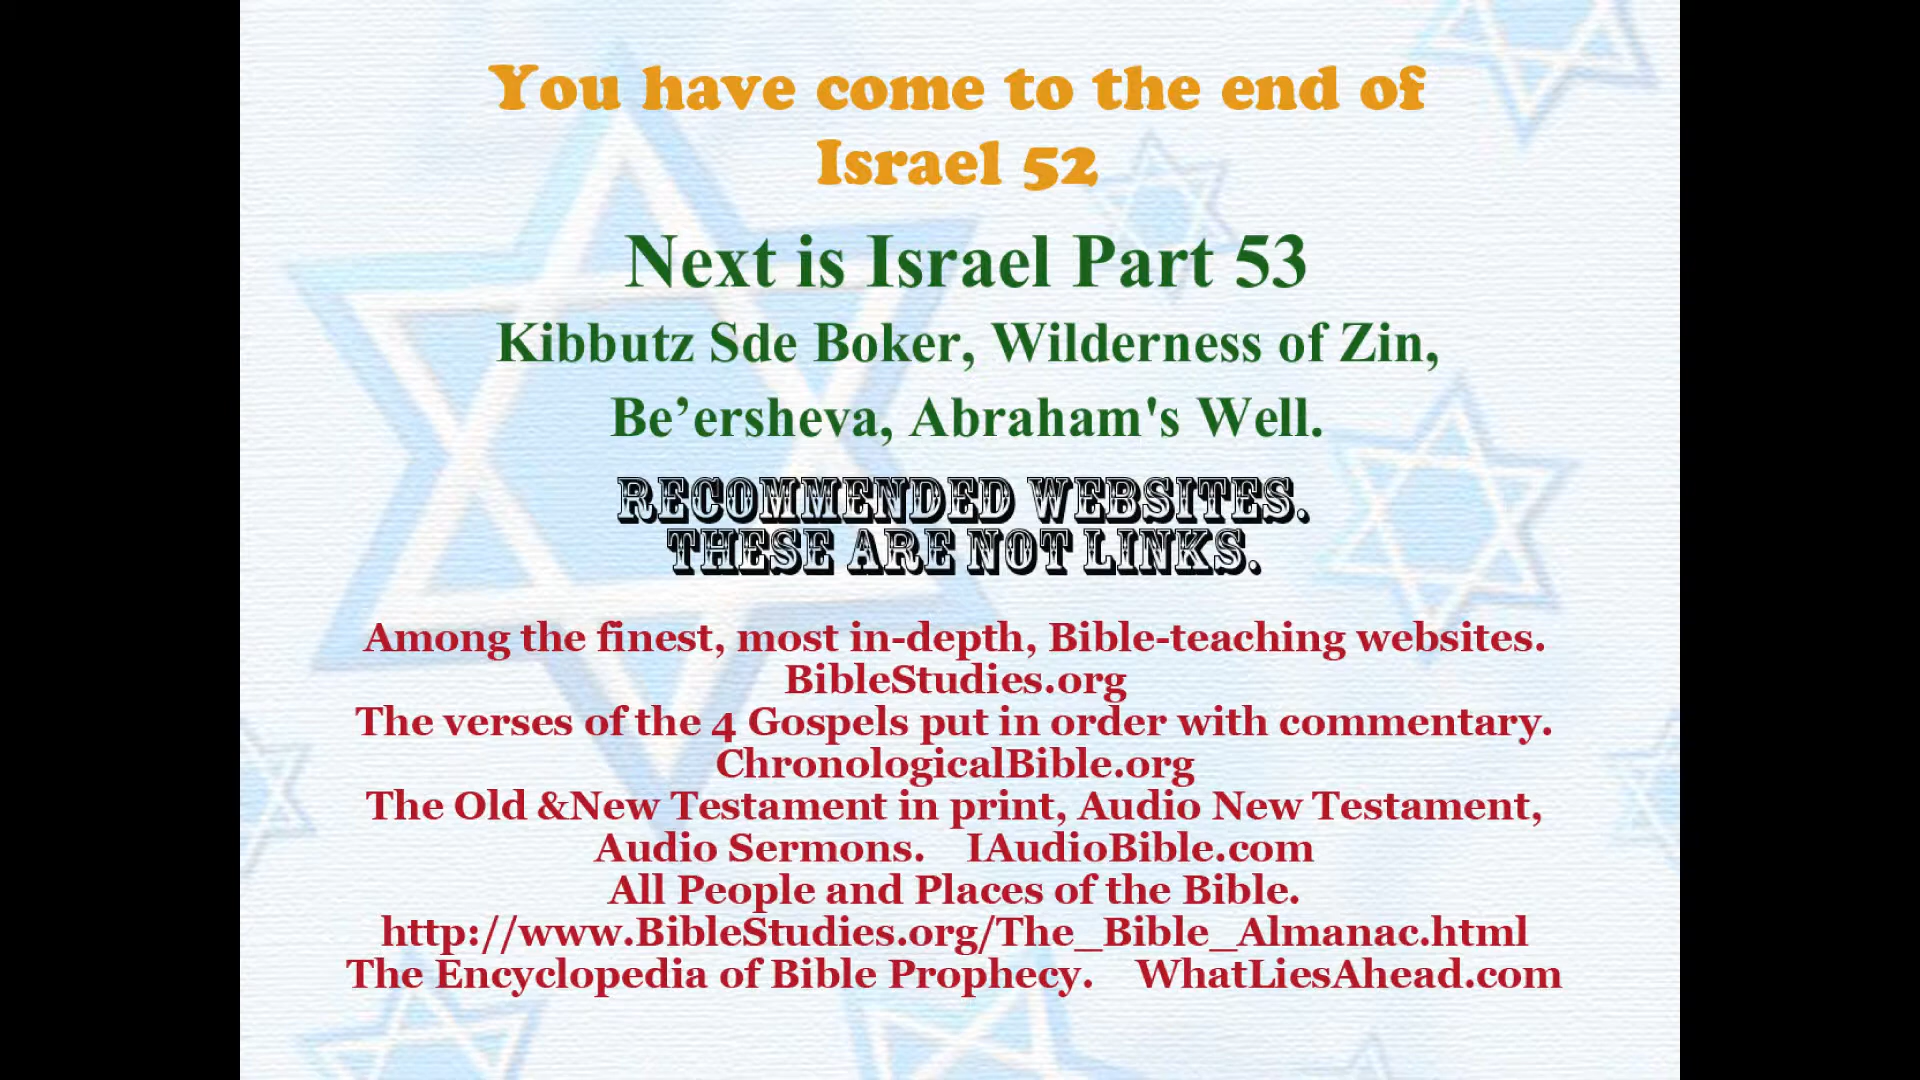 You have come to the end of
Israel 52
Next is Israel Part 53
Kibbutz Sde Boker, Wilderness of Zin,
Be’ersheva, Abraham's Well.
RECOMMENDED WEBSITES.
THESE ARE NOT LINKS.
Among the finest, most in-depth, Bible-teaching websites.
BibleStudies.org
The verses of the 4 Gospels put in order with commentary.
ChronologicalBible.org
The Old &New Testament in print, Audio New Testament,
Audio Sermons. IAudioBible.com
All People and Places of the Bible.
http://www.BibleStudies.org/The_Bible_Almanac.html
The Encyclopedia of Bible Prophecy. WhatLiesAhead.com